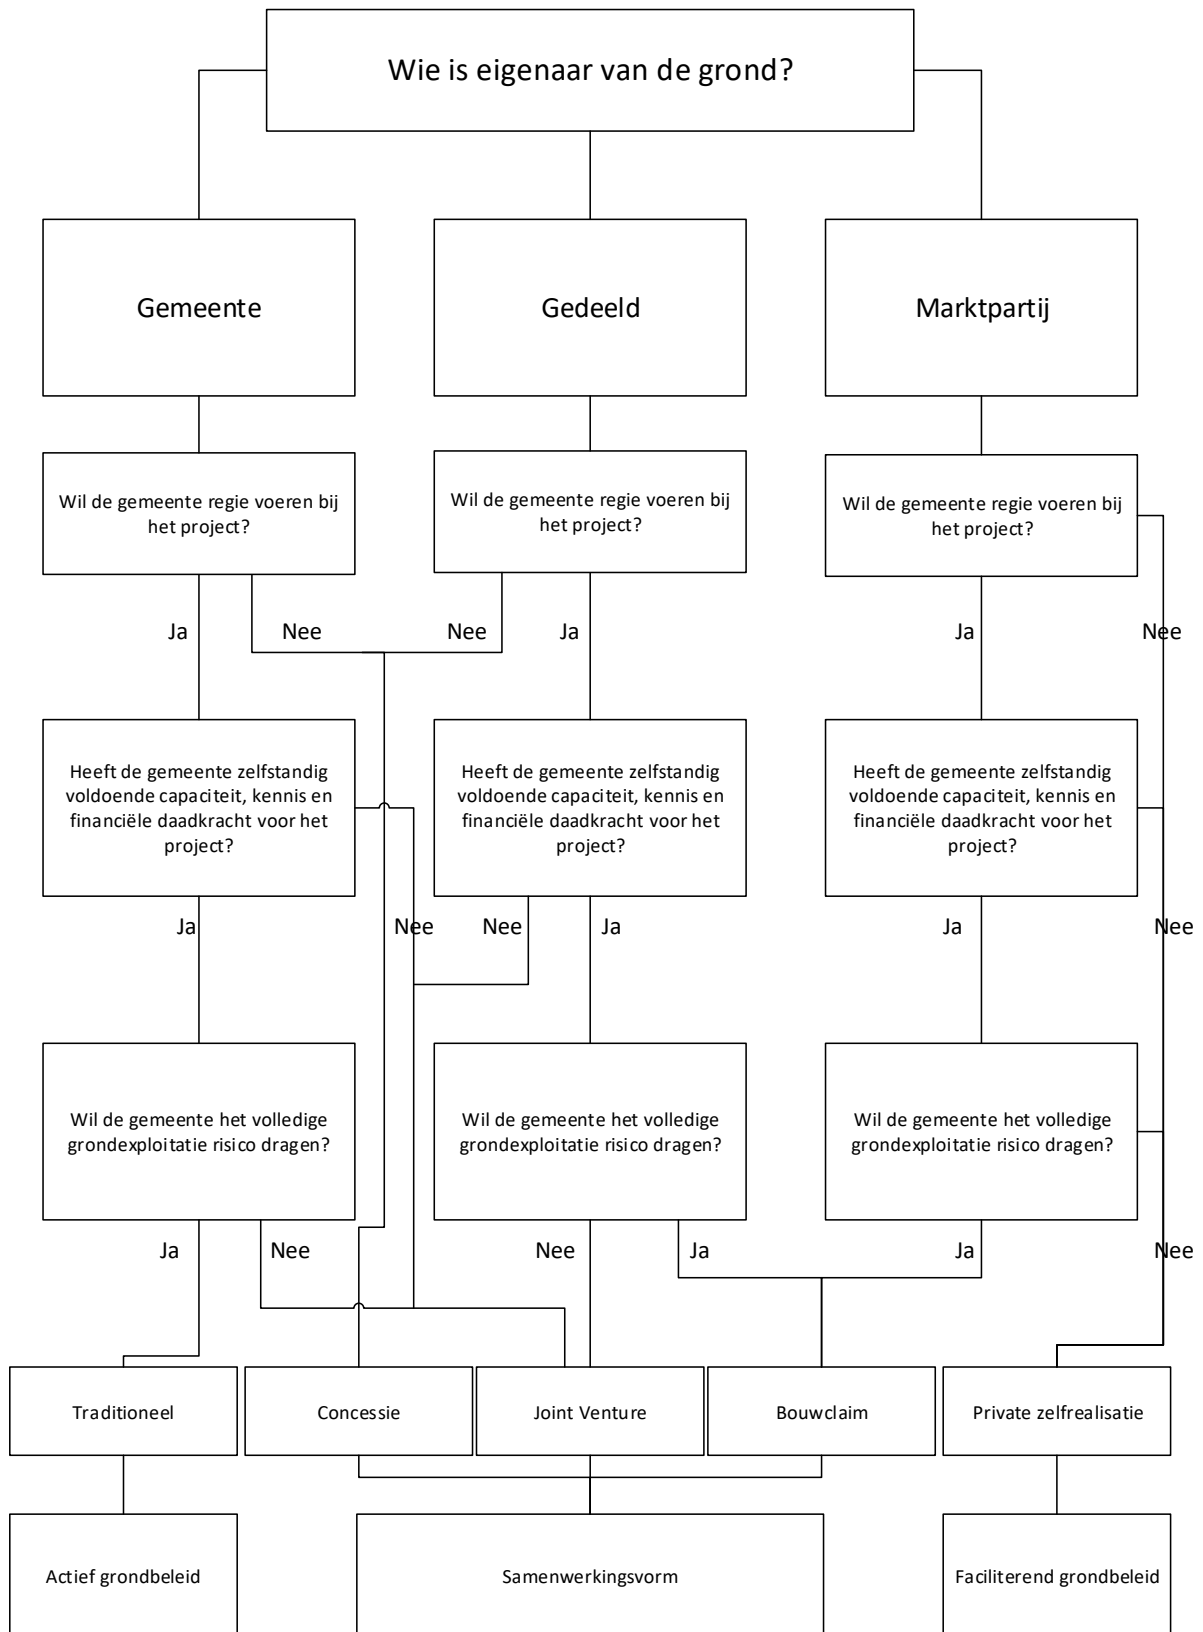 Wie is eigenaar van de grond?
Gemeente
Gedeeld
Marktpartij
Wil de gemeente regie voeren bij
het project?
Wil de gemeente regie voeren bij
het project?
Wil de gemeente regie voeren bij
het project?
Ja
Nee
Nee
Ja
Ja
Nee
Heeft de gemeente zelfstandig
voldoende capaciteit, kennis en
financiële daadkracht voor het
project?
Heeft de gemeente zelfstandig
voldoende capaciteit, kennis en
financiële daadkracht voor het
project?
Heeft de gemeente zelfstandig
voldoende capaciteit, kennis en
financiële daadkracht voor het
project?
Ja
Nee
Nee
Ja
Ja
Nee
Wil de gemeente het volledige
grondexploitatie risico dragen?
Wil de gemeente het volledige
grondexploitatie risico dragen?
Wil de gemeente het volledige
grondexploitatie risico dragen?
Ja
Nee
Nee
Ja
Ja
Nee
Traditioneel
Concessie
Joint Venture
Bouwclaim
Private zelfrealisatie
Actief grondbeleid
Samenwerkingsvorm
Faciliterend grondbeleid